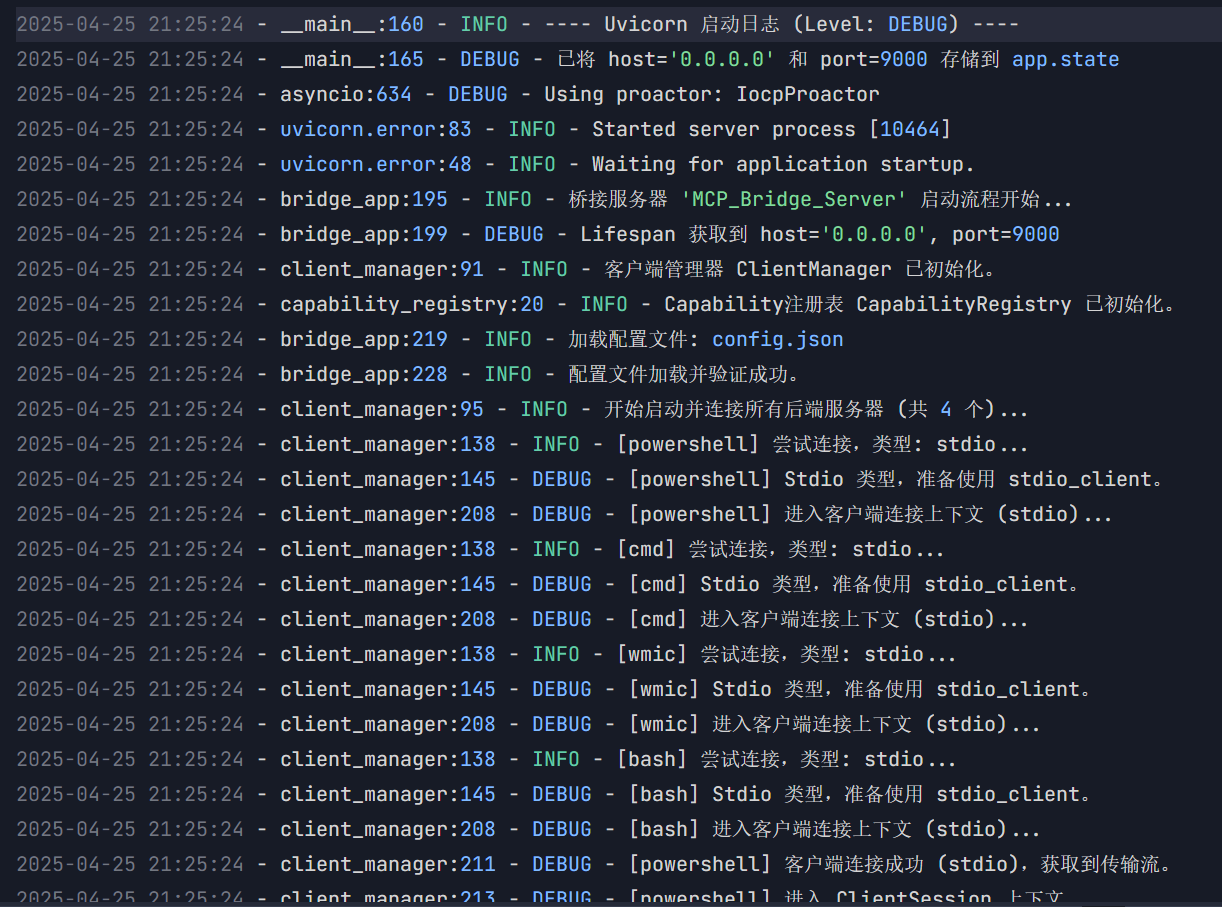 2025-04-25 21:25:24 - __main__:160 - INFO - ---- Uvicorn 启动日志 (Level: DEBUG) ----
2025-04-25 21:25:24 - __main__:165 - DEBUG - 已将 host='0.0.0.0' 和 port=9000 存储到 app.state
2025-04-25 21:25:24 - asyncio:634 - DEBUG - Using proactor: IocpProactor
2025-04-25 21:25:24 - uvicorn.error:83 - INFO - Started server process [10464]
2025-04-25 21:25:24 - uvicorn.error:48 - INFO - Waiting for application startup.
2025-04-25 21:25:24 - bridge_app:195 - INFO - 桥接服务器 'MCP_Bridge_Server' 启动流程开始...
2025-04-25 21:25:24 - bridge_app:199 - DEBUG - Lifespan 获取到 host='0.0.0.0', port=9000
2025-04-25 21:25:24 - client_manager:91 - INFO - 客户端管理器 ClientManager 已初始化。
2025-04-25 21:25:24 - capability_registry:20 - INFO - Capability注册表 CapabilityRegistry 已初始化。
2025-04-25 21:25:24 - bridge_app:219 - INFO - 加载配置文件: config.json
2025-04-25 21:25:24 - bridge_app:228 - INFO - 配置文件加载并验证成功。
2025-04-25 21:25:24 - client_manager:95 - INFO - 开始启动并连接所有后端服务器 (共 4 个)...
2025-04-25 21:25:24 - client_manager:138 - INFO - [powershell] 尝试连接，类型: stdio...
2025-04-25 21:25:24 - client_manager:145 - DEBUG - [powershell] Stdio 类型，准备使用 stdio_client。
2025-04-25 21:25:24 - client_manager:208 - DEBUG - [powershell] 进入客户端连接上下文 (stdio)...
2025-04-25 21:25:24 - client_manager:138 - INFO - [cmd] 尝试连接，类型: stdio...
2025-04-25 21:25:24 - client_manager:145 - DEBUG - [cmd] Stdio 类型，准备使用 stdio_client。
2025-04-25 21:25:24 - client_manager:208 - DEBUG - [cmd] 进入客户端连接上下文 (stdio)...
2025-04-25 21:25:24 - client_manager:138 - INFO - [wmic] 尝试连接，类型: stdio...
2025-04-25 21:25:24 - client_manager:145 - DEBUG - [wmic] Stdio 类型，准备使用 stdio_client。
2025-04-25 21:25:24 - client_manager:208 - DEBUG - [wmic] 进入客户端连接上下文 (stdio)...
2025-04-25 21:25:24 - client_manager:138 - INFO - [bash] 尝试连接，类型: stdio...
2025-04-25 21:25:24 - client_manager:145 - DEBUG - [bash] Stdio 类型，准备使用 stdio_client。
2025-04-25 21:25:24 - client_manager:208 - DEBUG - [bash] 进入客户端连接上下文 (stdio)...
2025-04-25 21:25:24 - client_manager:211 - DEBUG - [powershell] 客户端连接成功 (stdio)，获取到传输流。
2025-04-25 21:25:24 - client_manager:213 - DEBUG - [powershell] 进入 ClientSession 上下文